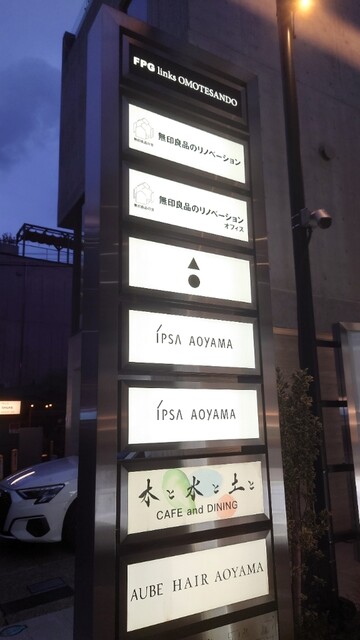 FPG links OMOTESANDO
無印良品のリノベーション
無印良品のリノベーション
オフィス
IPSA AOYAMA
IPSA AOYAMA
木と水と土と
CAFE and DINING
AUBE HAIR AOYAMA